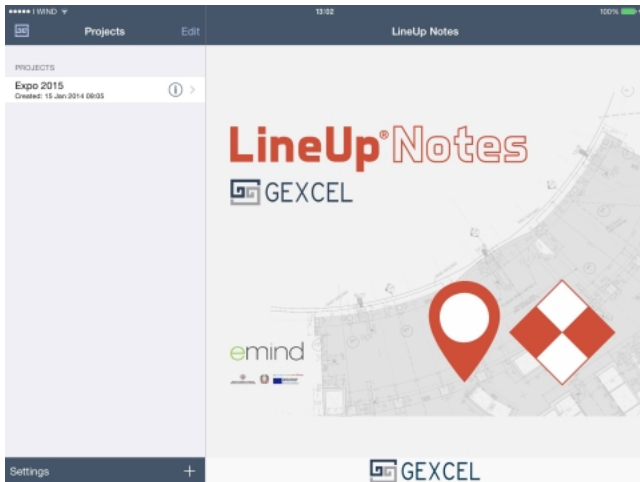 I WIND
13:02
100%
Projects
Edit
LineUp Notes
PROJECTS
Expo 2015
Created: 15 Jan 2014 09:05
LineUp® Notes
GEXCEL
emind
Settings
+
GEXCEL